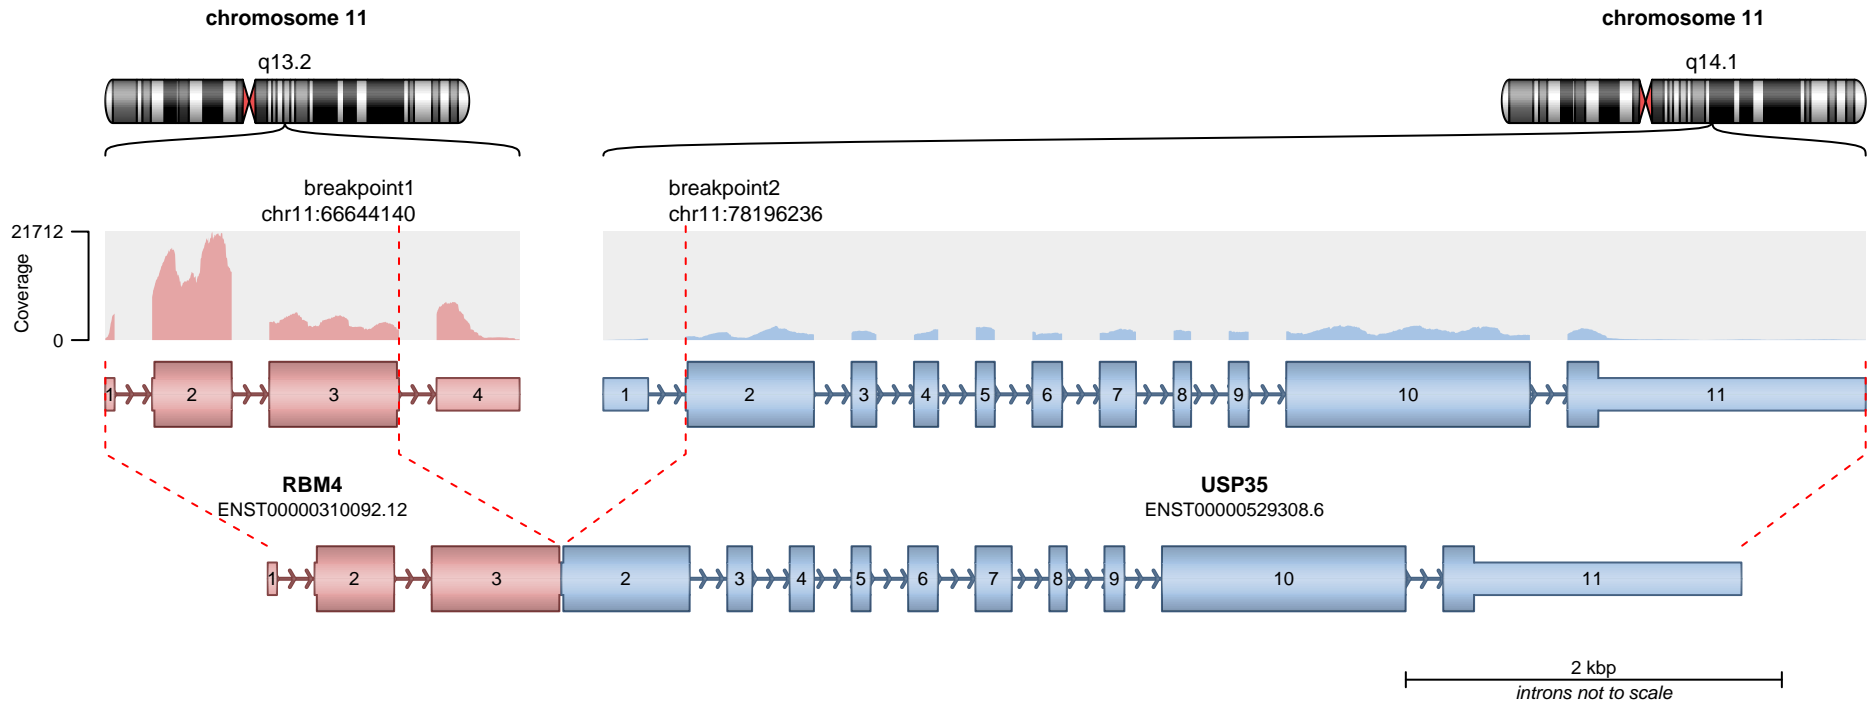 chromosome 11
chromosome 11
q13.2
q14.1
breakpoint1
chr11:66644140
breakpoint2
chr11:78196236
21712
Coverage
0
1 2 3 4
1 2 3 4 5 6 7 8 9 10 11
RBM4
ENST00000310092.12
USP35
ENST00000529308.6
1 2 3 2 3 4 5 6 7 8 9 10 11
2 kbp
introns not to scale